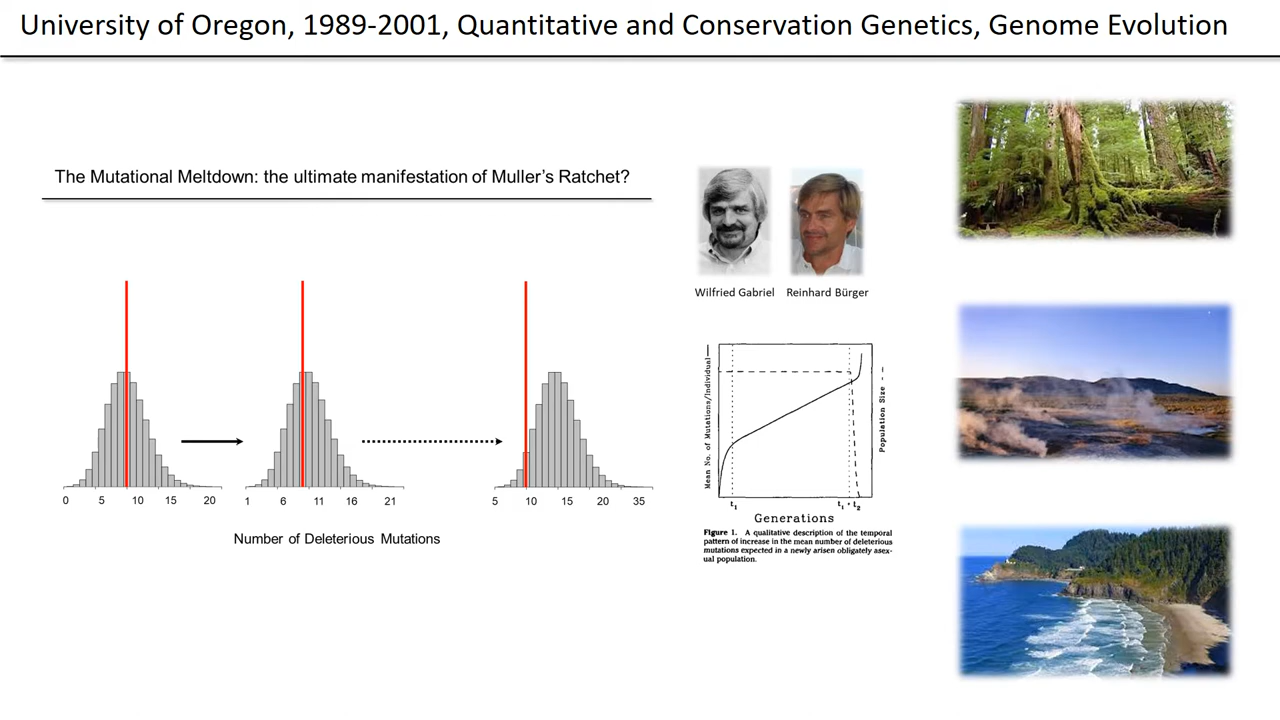 University of Oregon, 1989-2001, Quantitative and Conservation Genetics, Genome Evolution
The Mutational Meltdown: the ultimate manifestation of Muller's Ratchet?
0 5 10 15 20
1 6 11 16 21
5 10 15 20 35
Number of Deleterious Mutations
Wilfried Gabriel
Reinhard Bürger
Mean No. of Mutations/Individual
Population Size
t₁
t₁ + t₂
Generations
Figure 1. A qualitative description of the temporal
pattern of increase in the mean number of deleterious
mutations expected in a newly arisen obligately asex-
ual population.